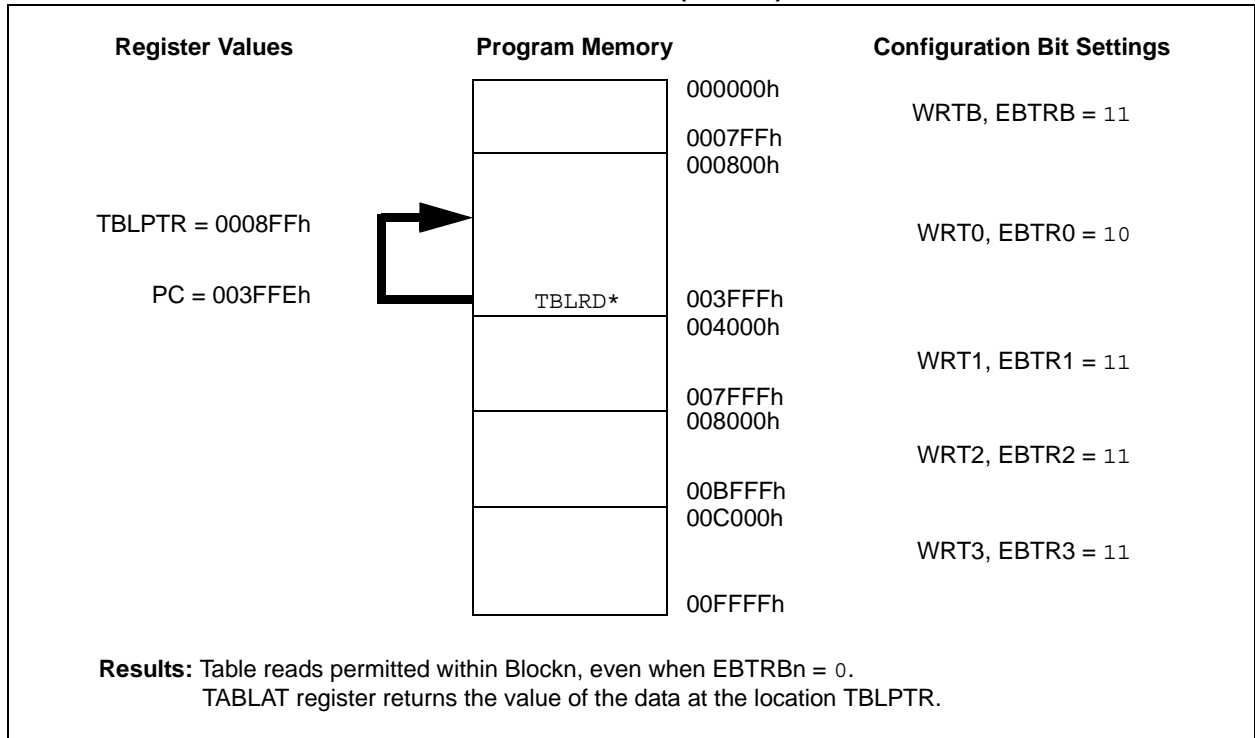 Register Values
Program Memory
Configuration Bit Settings
000000h
WRTB, EBTRB = 11
0007FFh
000800h
TBLPTR = 0008FFh
WRT0, EBTR0 = 10
PC = 003FFEh
TBLRD*
003FFFh
004000h
WRT1, EBTR1 = 11
007FFFh
008000h
WRT2, EBTR2 = 11
00BFFFh
00C000h
WRT3, EBTR3 = 11
00FFFFh
Results: Table reads permitted within Blockn, even when EBTRBn = 0.
TABLAT register returns the value of the data at the location TBLPTR.